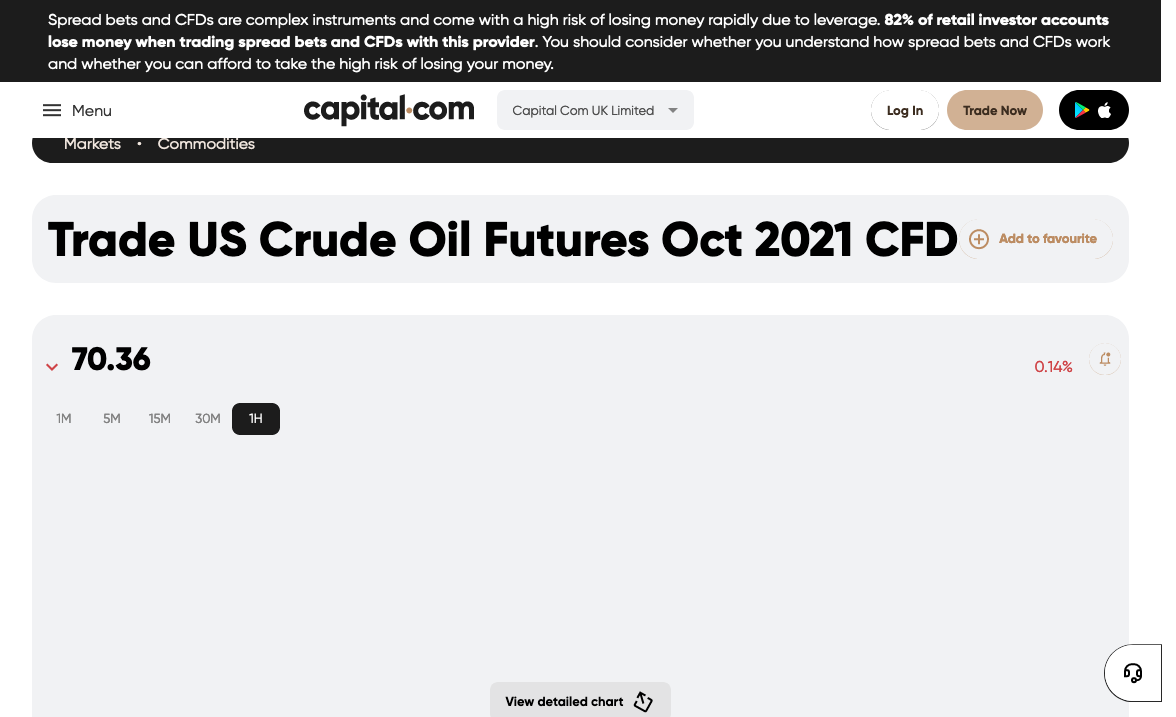 Spread bets and CFDs are complex instruments and come with a high risk of losing money rapidly due to leverage. 82% of retail investor accounts
lose money when trading spread bets and CFDs with this provider. You should consider whether you understand how spread bets and CFDs work
and whether you can afford to take the high risk of losing your money.
Menu
capital.com
Capital Com UK Limited
Log In
Trade Now
Markets • Commodities
Trade US Crude Oil Futures Oct 2021 CFD
Add to favourite
70.36
0.14%
1M 5M 15M 30M 1H
View detailed chart